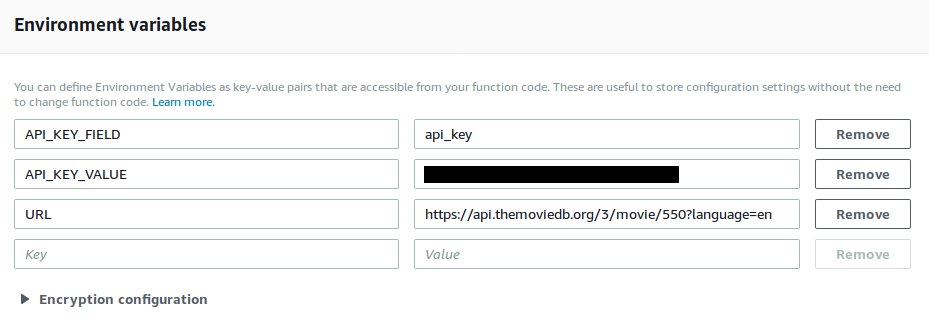 Environment variables
You can define Environment Variables as key-value pairs that are accessible from your function code. These are useful to store configuration settings without the need
to change function code. Learn more.
API_KEY_FIELD api_key Remove
API_KEY_VALUE Remove
URL https://api.themoviedb.org/3/movie/550?language=en Remove
Key Value Remove
Encryption configuration